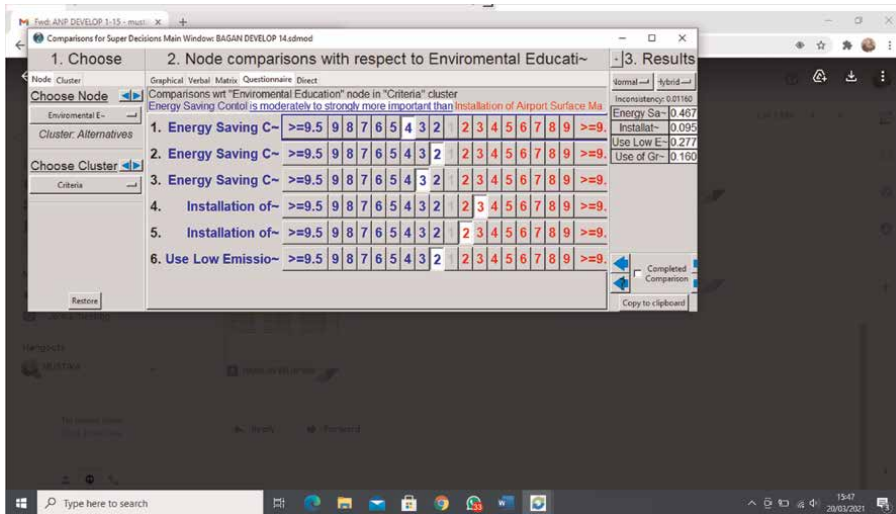 Fwd: ANP DEVELOP 1-15 - must
Comparisons for Super Decisions Main Window: BAGAN DEVELOP 14.sdmod
1. Choose
2. Node comparisons with respect to Enviromental Educati~
3. Results
Node Cluster
Graphical Verbal Matrix Questionnaire Direct
Normal
Hybrid
Choose Node
Comparisons wrt "Enviromental Education" node in "Criteria" cluster
Energy Saving Contol is moderately to strongly more important than Installation of Airport Surface Ma
Enviromental E~
Cluster: Alternatives
Choose Cluster
Criteria
Restore
1. Energy Saving C~ >=9.5 9 8 7 6 5 4 3 2 1 2 3 4 5 6 7 8 9 >=9.
2. Energy Saving C~ >=9.5 9 8 7 6 5 4 3 2 1 2 3 4 5 6 7 8 9 >=9.
3. Energy Saving C~ >=9.5 9 8 7 6 5 4 3 2 1 2 3 4 5 6 7 8 9 >=9.
4. Installation of~ >=9.5 9 8 7 6 5 4 3 2 1 2 3 4 5 6 7 8 9 >=9.
5. Installation of~ >=9.5 9 8 7 6 5 4 3 2 1 2 3 4 5 6 7 8 9 >=9.
6. Use Low Emissio~ >=9.5 9 8 7 6 5 4 3 2 1 2 3 4 5 6 7 8 9 >=9.
Inconsistency: 0.01160
Energy Sa~ 0.467
Installat~ 0.095
Use Low E~ 0.277
Use of Gr~ 0.160
Completed
Comparison
Copy to clipboard
Hangouts
MUSTIKA
Reply
Forward
Type here to search
33
15:47
20/03/2021